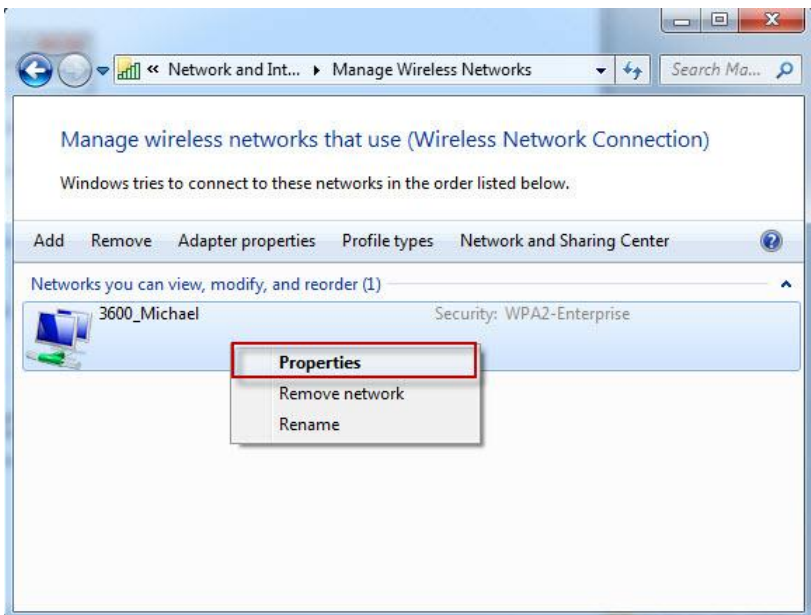 « Network and Int... Manage Wireless Networks Search Ma...
Manage wireless networks that use (Wireless Network Connection)
Windows tries to connect to these networks in the order listed below.
Add Remove Adapter properties Profile types Network and Sharing Center
Networks you can view, modify, and reorder (1)
3600_Michael Security: WPA2-Enterprise
Properties
Remove network
Rename